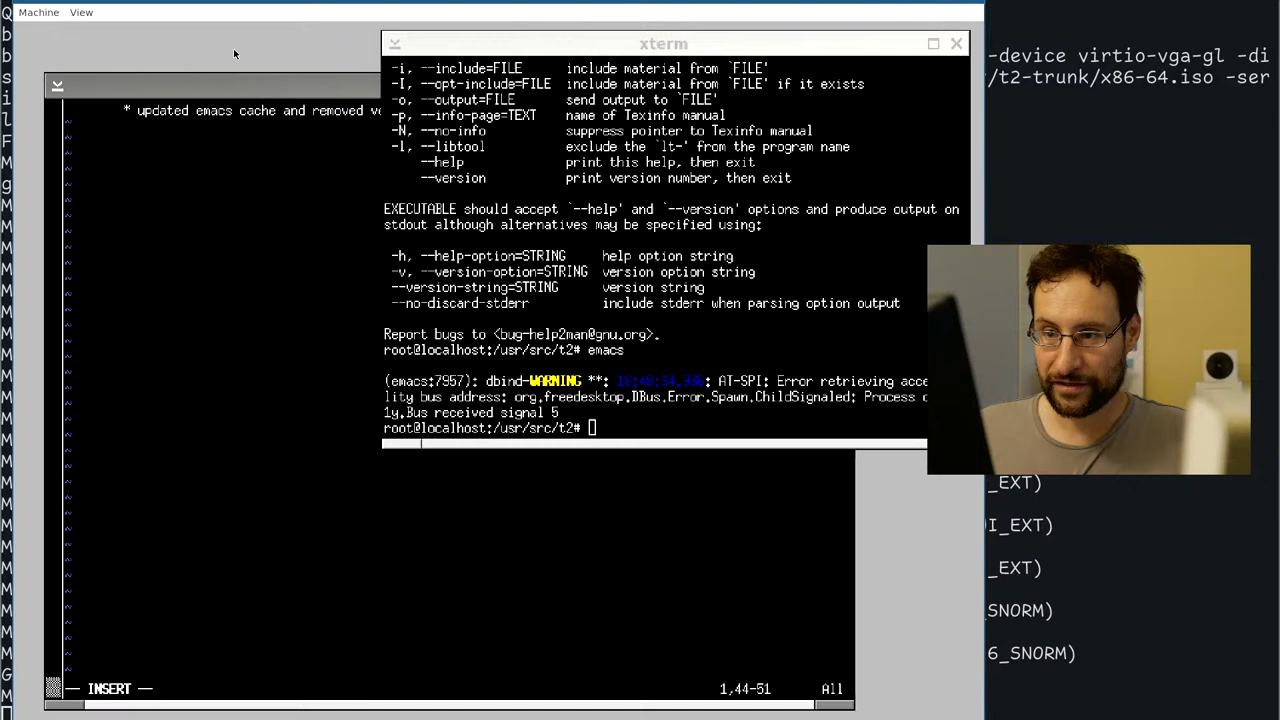 Machine View
xterm
-i, --include=FILE include material from `FILE'
-I, --opt-include=FILE include material from `FILE' if it exists
-o, --output=FILE send output to `FILE'
-p, --info-page=TEXT name of Texinfo manual
-N, --no-info suppress pointer to Texinfo manual
-l, --libtool exclude the `lt-' from the program name
--help print this help, then exit
--version print version number, then exit
EXECUTABLE should accept `--help' and `--version' options and produce output on
stdout although alternatives may be specified using:
-h, --help-option=STRING help option string
-v, --version-option=STRING version option string
--version-string=STRING version string
--no-discard-stderr include stderr when parsing option output
Report bugs to <bug-help2man@gnu.org>.
root@localhost:/usr/src/t2# emacs
(emacs:7957): dbind-WARNING **: : AT-SPI: Error retrieving acce
lity bus address: org.freedesktop.DBus.Error.Spawn.ChildSignaled: Process o
ly.Bus received signal 5
root@localhost:/usr/src/t2#
* updated emacs cache and removed ve
-- INSERT --
1,44-51 All
-device virtio-vga-gl -di
/t2-trunk/x86-64.iso -ser
_EXT)
I_EXT)
_EXT)
_SNORM)
6_SNORM)